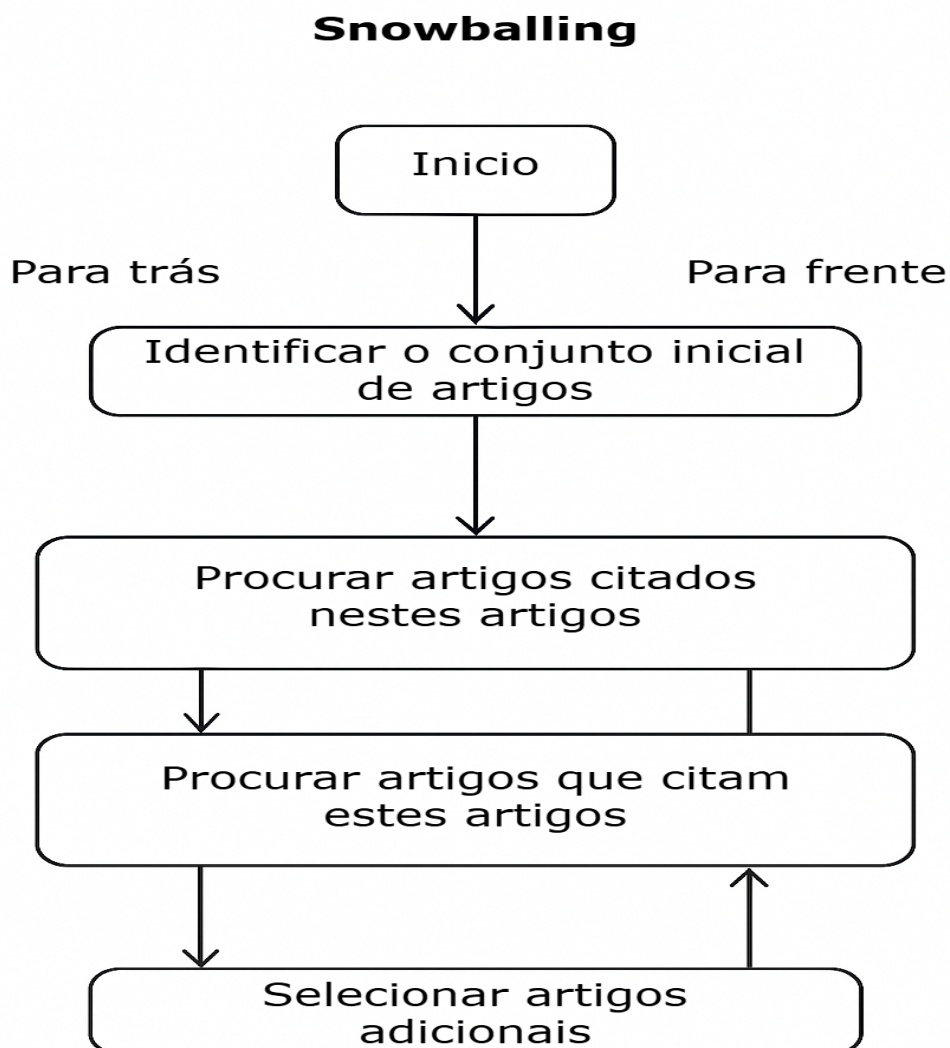 Snowballing
Inicio
Para trás
Para frente
Identificar o conjunto inicial
de artigos
Procurar artigos citados
nestes artigos
Procurar artigos que citam
estes artigos
Selecionar artigos
adicionais